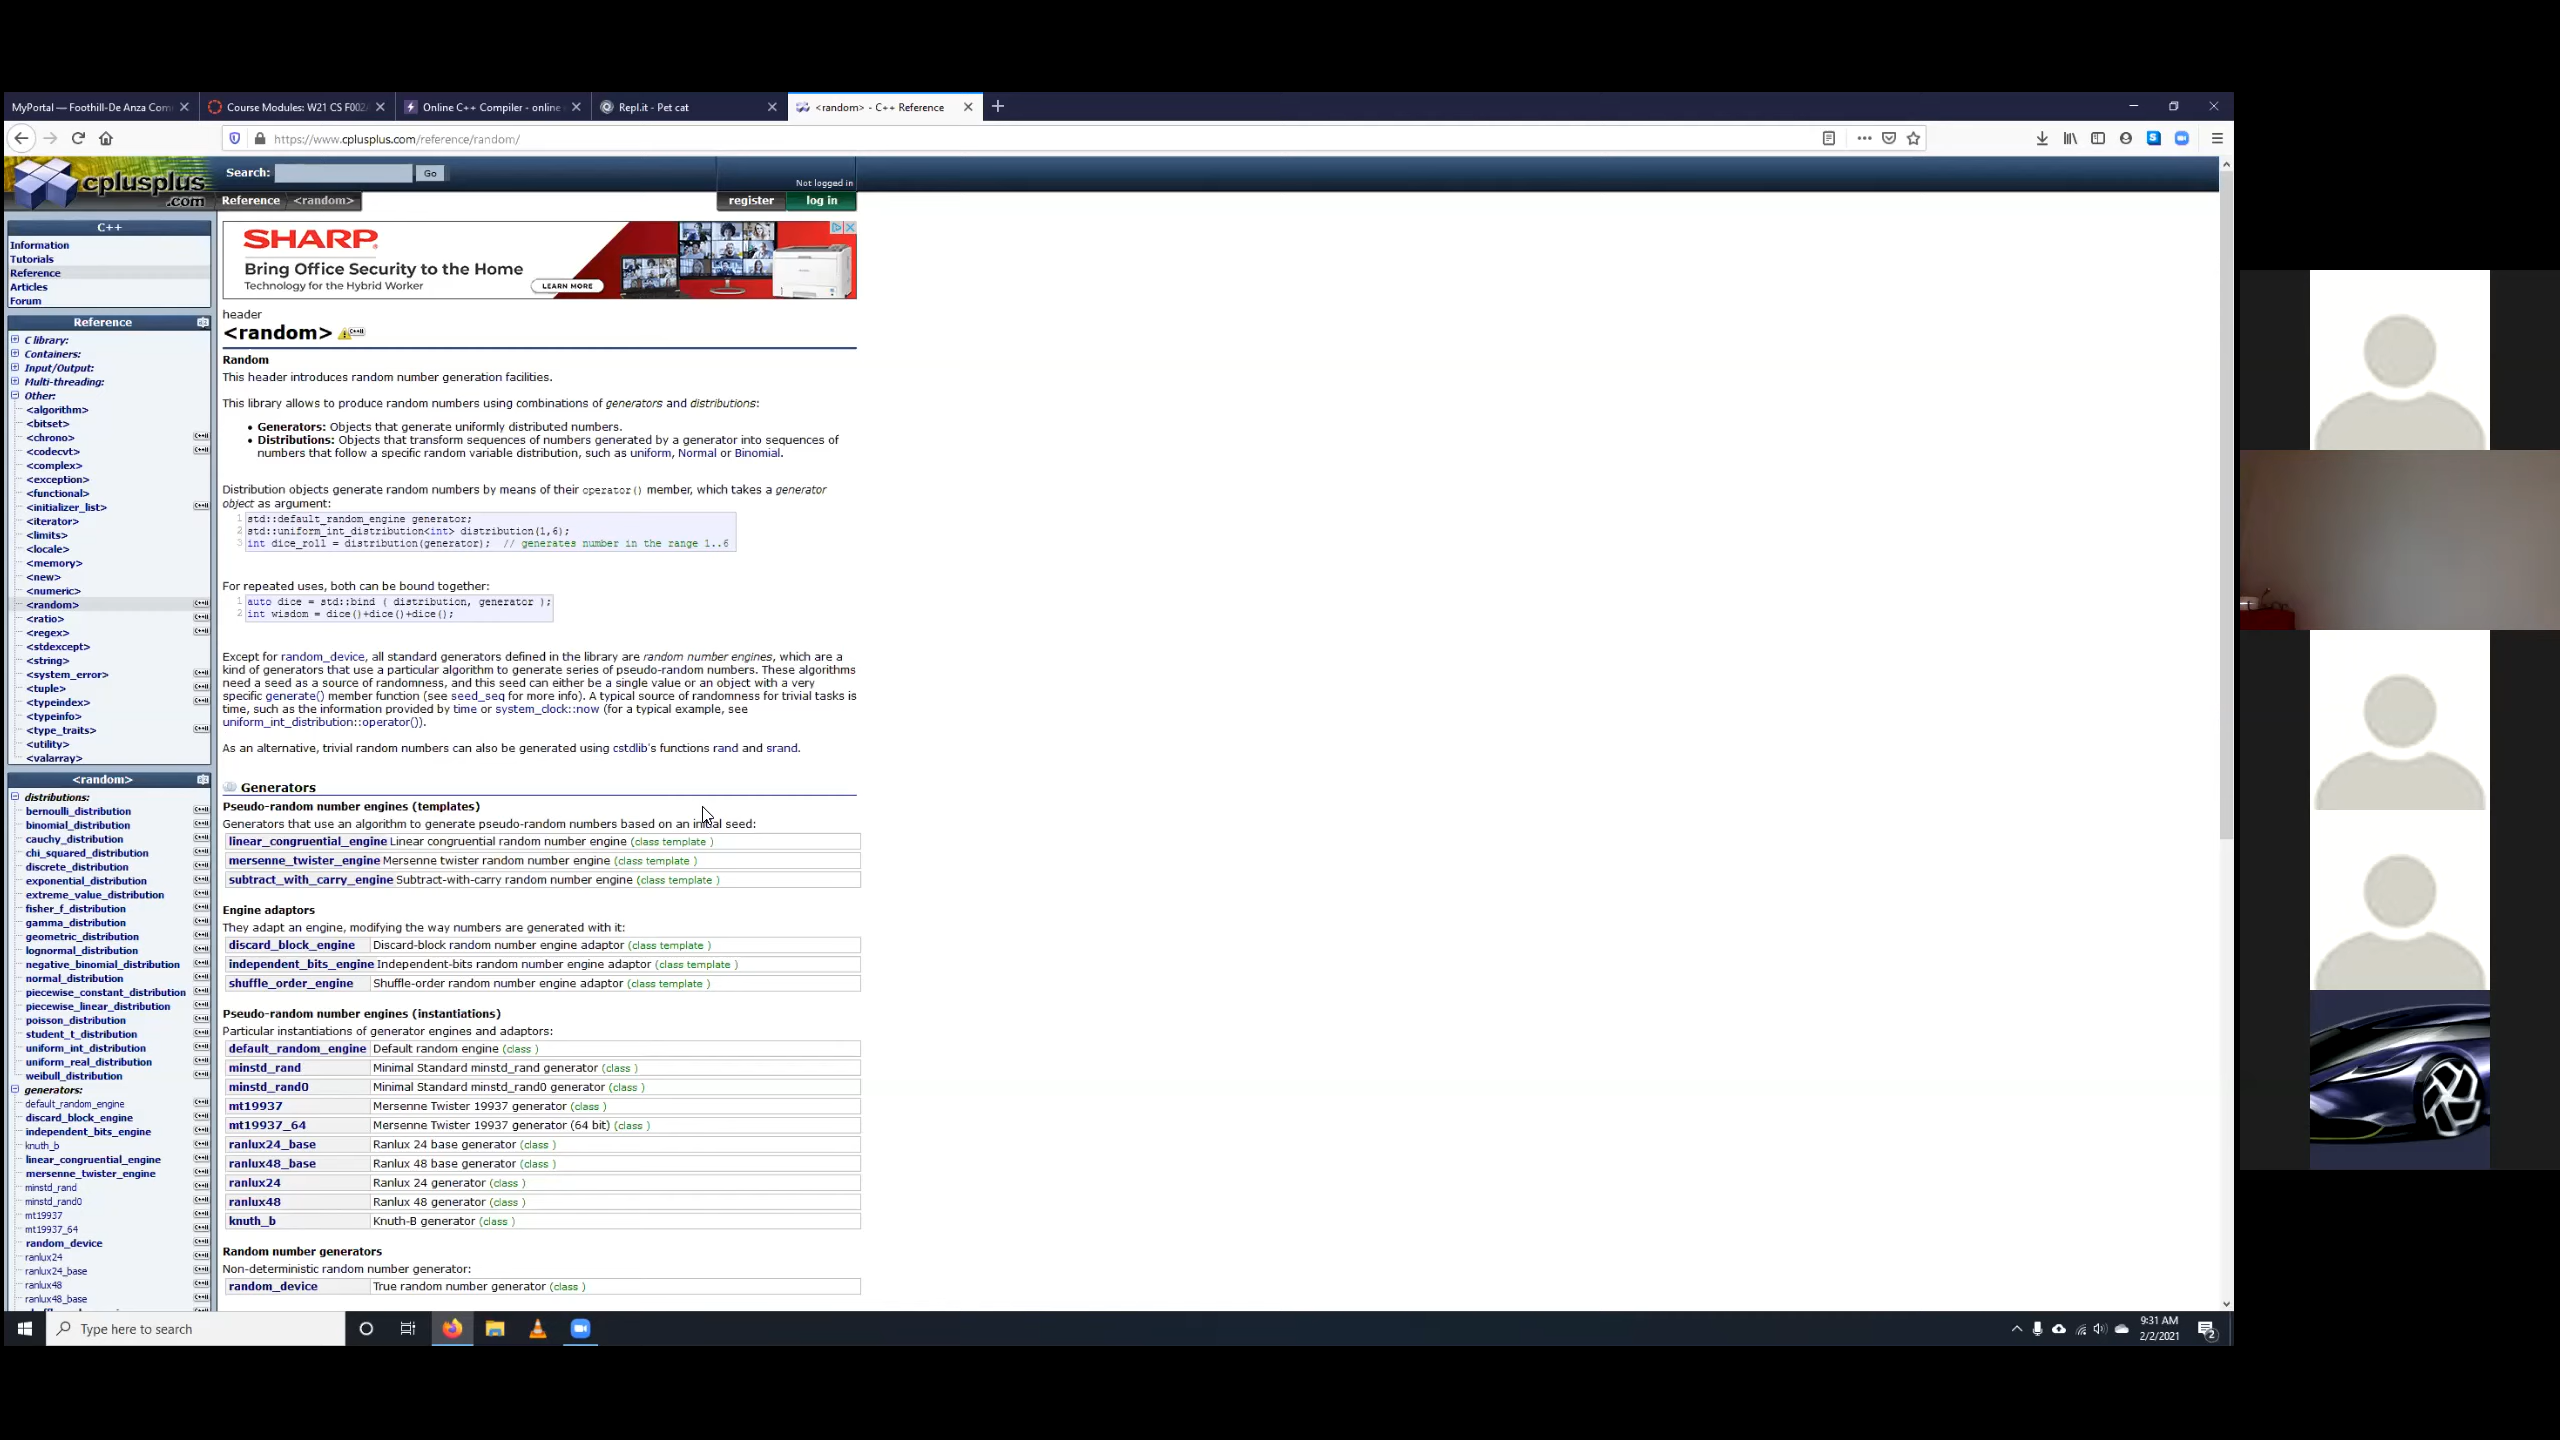 MyPortal — Foothill-De Anza Com
Course Modules: W21 CS F002
Online C++ Compiler - online
Repl.it - Pet cat
<random> - C++ Reference
https://www.cplusplus.com/reference/random/
cplusplus
.com
Search:
Go
Not logged in
Reference
<random>
register
log in
C++
Information
Tutorials
Reference
Articles
Forum
Reference
C library:
Containers:
Input/Output:
Multi-threading:
Other:
<algorithm>
<bitset>
<chrono>
<codecvt>
<complex>
<exception>
<functional>
<initializer_list>
<iterator>
<limits>
<locale>
<memory>
<new>
<numeric>
<random>
<ratio>
<regex>
<stdexcept>
<string>
<system_error>
<tuple>
<typeindex>
<typeinfo>
<type_traits>
<utility>
<valarray>
<random>
distributions:
bernoulli_distribution
binomial_distribution
cauchy_distribution
chi_squared_distribution
discrete_distribution
exponential_distribution
extreme_value_distribution
fisher_f_distribution
gamma_distribution
geometric_distribution
lognormal_distribution
negative_binomial_distribution
normal_distribution
piecewise_constant_distribution
piecewise_linear_distribution
poisson_distribution
student_t_distribution
uniform_int_distribution
uniform_real_distribution
weibull_distribution
generators:
default_random_engine
discard_block_engine
independent_bits_engine
knuth_b
linear_congruential_engine
mersenne_twister_engine
minstd_rand
minstd_rand0
mt19937
mt19937_64
random_device
ranlux24
ranlux24_base
ranlux48
ranlux48_base
SHARP
Bring Office Security to the Home
Technology for the Hybrid Worker
LEARN MORE
header
<random>
Random
This header introduces random number generation facilities.
This library allows to produce random numbers using combinations of generators and distributions:
• Generators: Objects that generate uniformly distributed numbers.
• Distributions: Objects that transform sequences of numbers generated by a generator into sequences of
numbers that follow a specific random variable distribution, such as uniform, Normal or Binomial.
Distribution objects generate random numbers by means of their operator() member, which takes a generator
object as argument:
1 std::default_random_engine generator;
2 std::uniform_int_distribution<int> distribution(1,6);
3 int dice_roll = distribution(generator);  // generates number in the range 1..6
For repeated uses, both can be bound together:
1 auto dice = std::bind ( distribution, generator );
2 int wisdom = dice()+dice()+dice();
Except for random_device, all standard generators defined in the library are random number engines, which are a
kind of generators that use a particular algorithm to generate series of pseudo-random numbers. These algorithms
need a seed as a source of randomness, and this seed can either be a single value or an object with a very
specific generate() member function (see seed_seq for more info). A typical source of randomness for trivial tasks is
time, such as the information provided by time or system_clock::now (for a typical example, see
uniform_int_distribution::operator()).
As an alternative, trivial random numbers can also be generated using cstdlib's functions rand and srand.
Generators
Pseudo-random number engines (templates)
Generators that use an algorithm to generate pseudo-random numbers based on an initial seed:
linear_congruential_engine Linear congruential random number engine (class template )
mersenne_twister_engine Mersenne twister random number engine (class template )
subtract_with_carry_engine Subtract-with-carry random number engine (class template )
Engine adaptors
They adapt an engine, modifying the way numbers are generated with it:
discard_block_engine Discard-block random number engine adaptor (class template )
independent_bits_engine Independent-bits random number engine adaptor (class template )
shuffle_order_engine Shuffle-order random number engine adaptor (class template )
Pseudo-random number engines (instantiations)
Particular instantiations of generator engines and adaptors:
default_random_engine Default random engine (class )
minstd_rand Minimal Standard minstd_rand generator (class )
minstd_rand0 Minimal Standard minstd_rand0 generator (class )
mt19937 Mersenne Twister 19937 generator (class )
mt19937_64 Mersenne Twister 19937 generator (64 bit) (class )
ranlux24_base Ranlux 24 base generator (class )
ranlux48_base Ranlux 48 base generator (class )
ranlux24 Ranlux 24 generator (class )
ranlux48 Ranlux 48 generator (class )
knuth_b Knuth-B generator (class )
Random number generators
Non-deterministic random number generator:
random_device True random number generator (class )
Type here to search
9:31 AM
2/2/2021
2